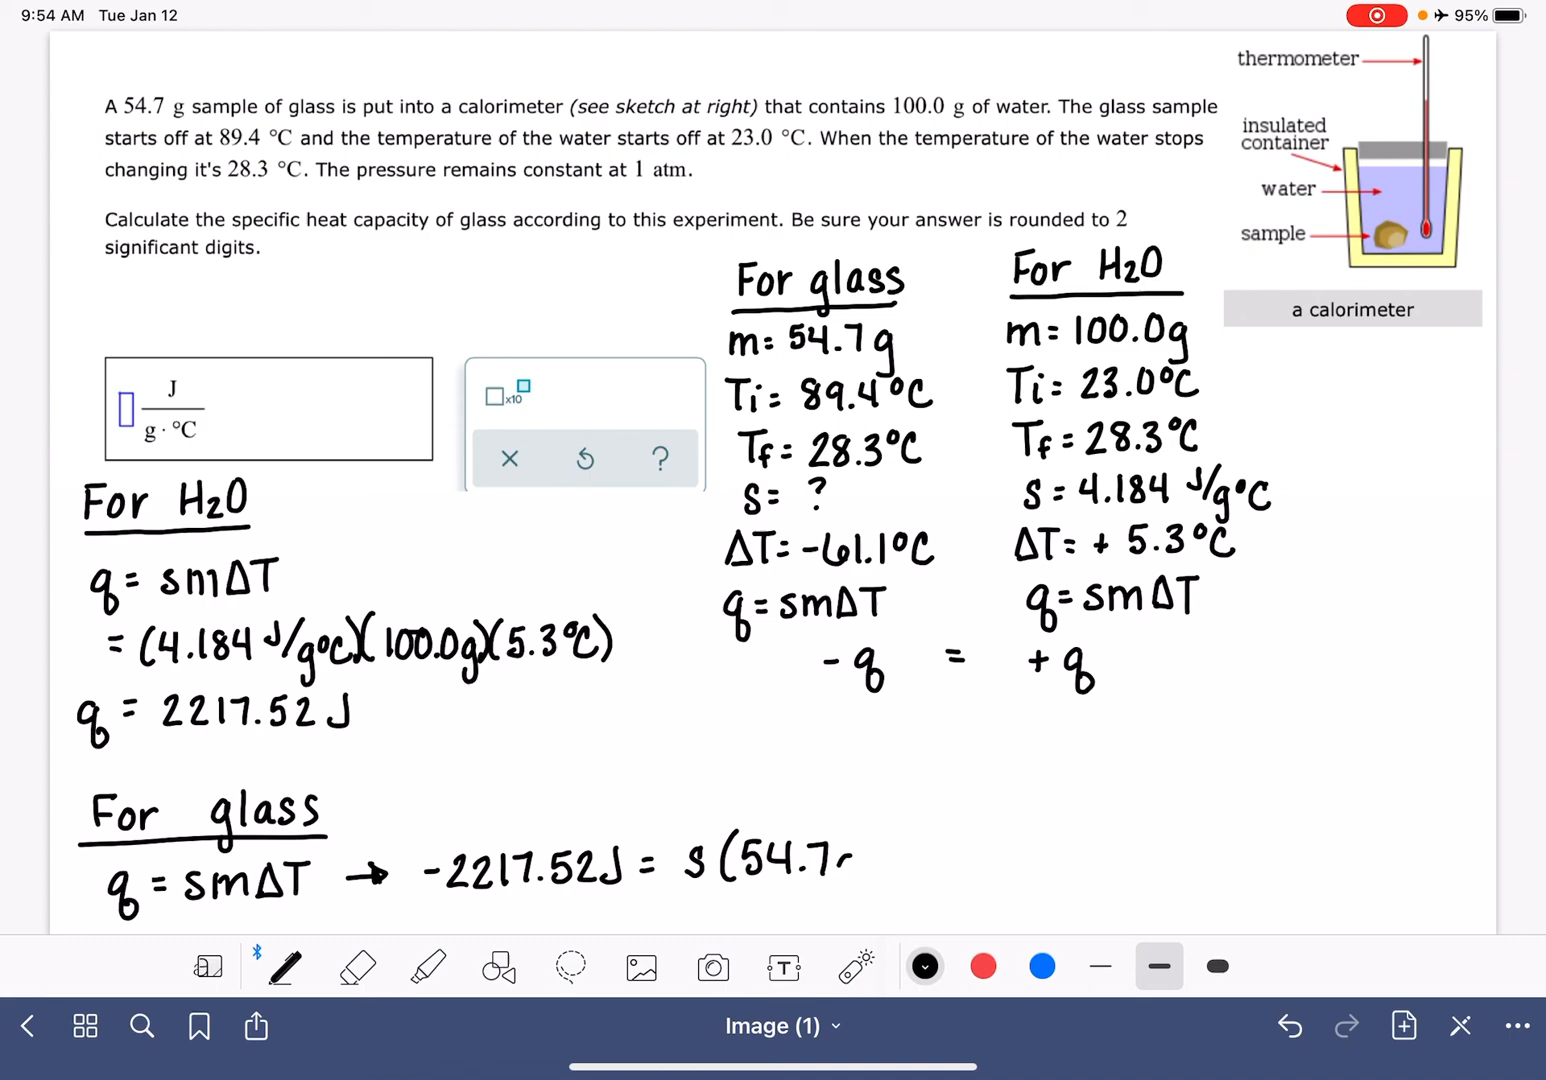 9:54 AM Tue Jan 12
95%
A 54.7 g sample of glass is put into a calorimeter (see sketch at right) that contains 100.0 g of water. The glass sample
starts off at 89.4 °C and the temperature of the water starts off at 23.0 °C. When the temperature of the water stops
changing it's 28.3 °C. The pressure remains constant at 1 atm.
Calculate the specific heat capacity of glass according to this experiment. Be sure your answer is rounded to 2
significant digits.
thermometer
insulated
container
water
sample
a calorimeter
J
g · °C
x10
?
For glass
m= 54.7g
Ti= 89.4°C
Tf= 28.3°C
S= ?
ΔT= -61.1°C
q=smΔT
For H₂O
m= 100.0g
Ti= 23.0°C
Tf= 28.3°C
S= 4.184 J/g°C
ΔT= + 5.3°C
q=smΔT
-q = +q
For H₂O
q= smΔT
= (4.184 J/g°C)(100.0g)(5.3°C)
q = 2217.52J
For glass
q = smΔT → -2217.52J = S (54.7
T
Image (1)